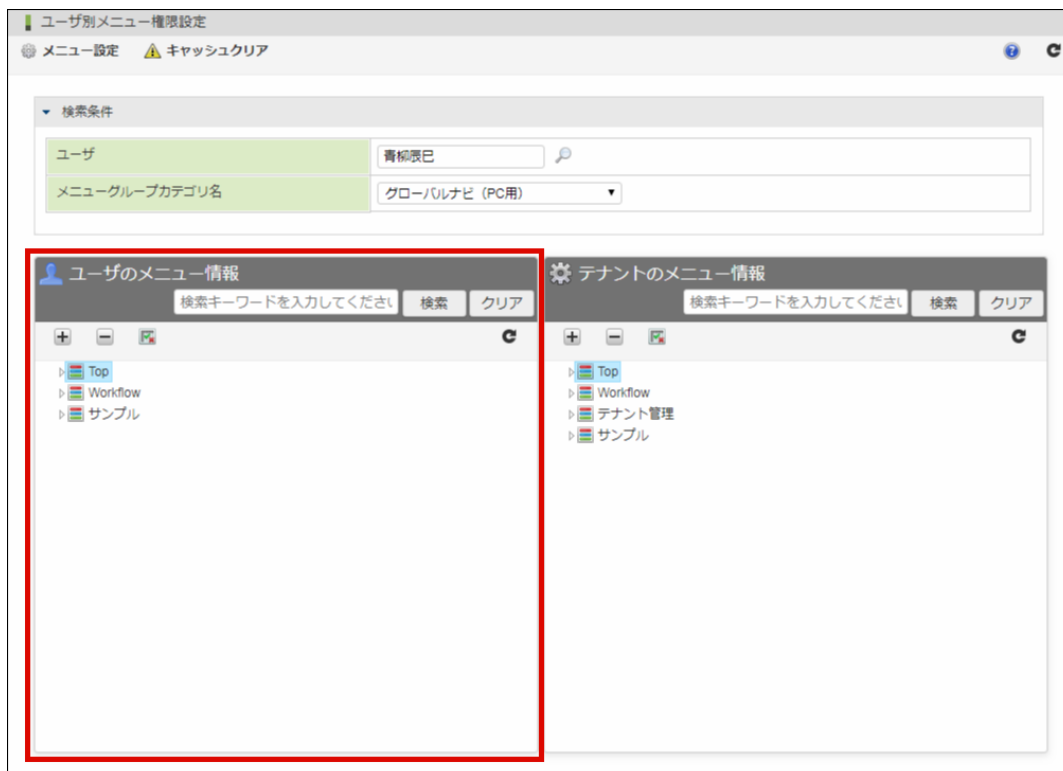 ユーザ別メニュー権限設定
メニュー設定 キャッシュクリア
検索条件
ユーザ 青柳辰巳
メニューグループカテゴリ名 グローバルナビ（PC用）
ユーザのメニュー情報
検索キーワードを入力してくださ 検索 クリア
Top
Workflow
サンプル
テナントのメニュー情報
検索キーワードを入力してくださ 検索 クリア
Top
Workflow
テナント管理
サンプル